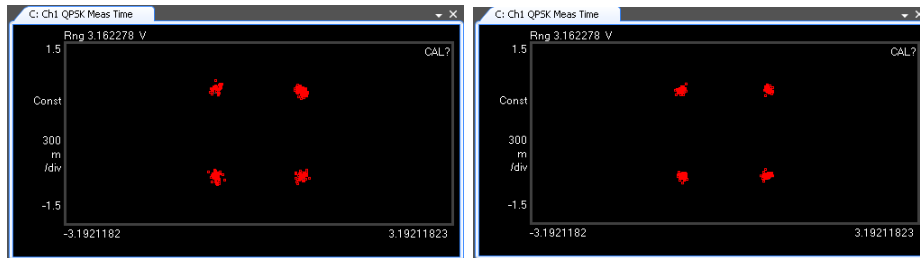 C: Ch1 QPSK Meas Time
Rng 3.162278 V
1.5
CAL?
Const
300
m
/div
-1.5
-3.1921182
3.19211823
C: Ch1 QPSK Meas Time
Rng 3.162278 V
1.5
CAL?
Const
300
m
/div
-1.5
-3.1921182
3.19211823